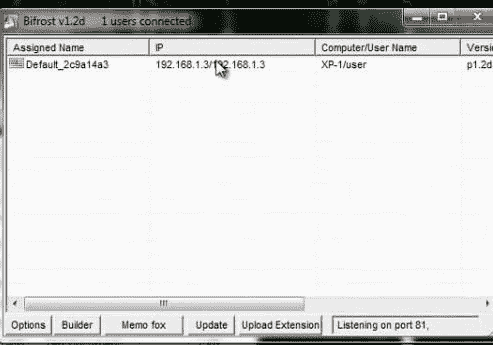 Bifrost v1.2d 1 users connected
Assigned Name IP Computer/User Name Versi
Default_2c9a14a3 192.168.1.3/192.168.1.3 XP-1/user p1.2d
Options Builder Memo fox Update Upload Extension Listening on port 81,